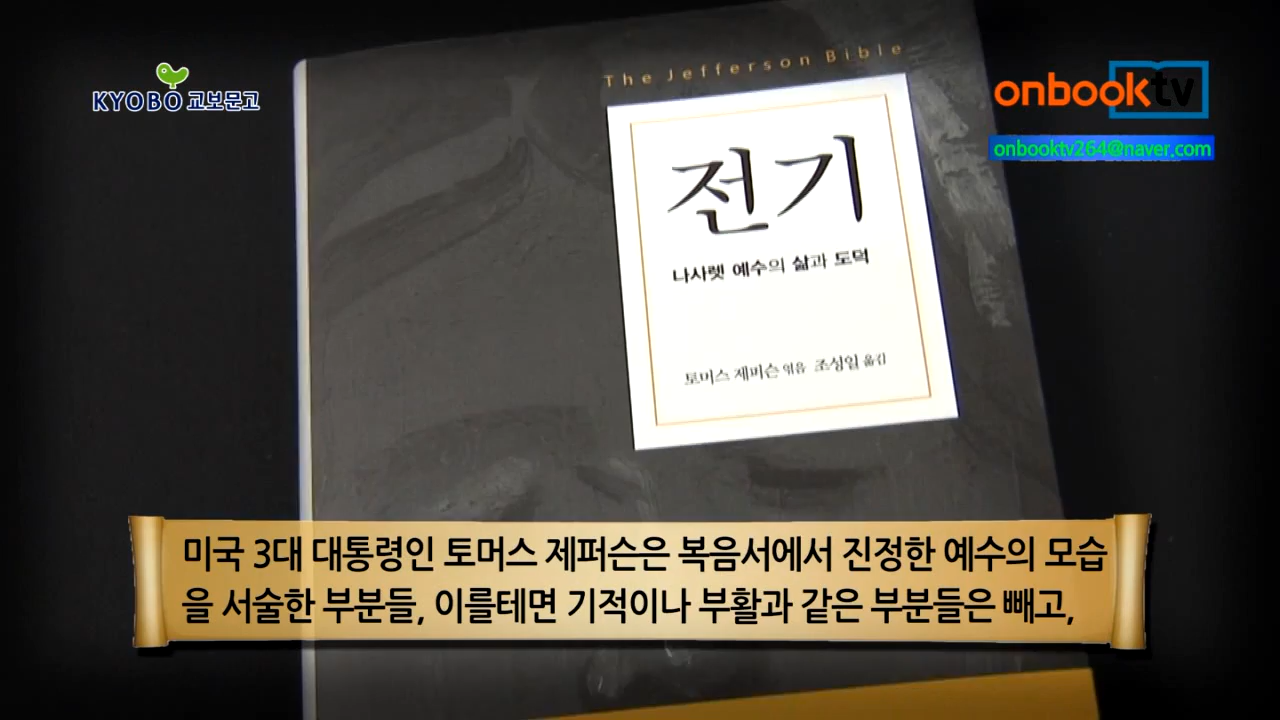 KYOBO 교보문고
onbook tv
onbooktv264@naver.com
The Jefferson Bible
전기
나사렛 예수의 삶과 도덕
토머스 제퍼슨 엮음 조성일 옮김
미국 3대 대통령인 토머스 제퍼슨은 복음서에서 진정한 예수의 모습
을 서술한 부분들, 이를테면 기적이나 부활과 같은 부분들은 빼고,